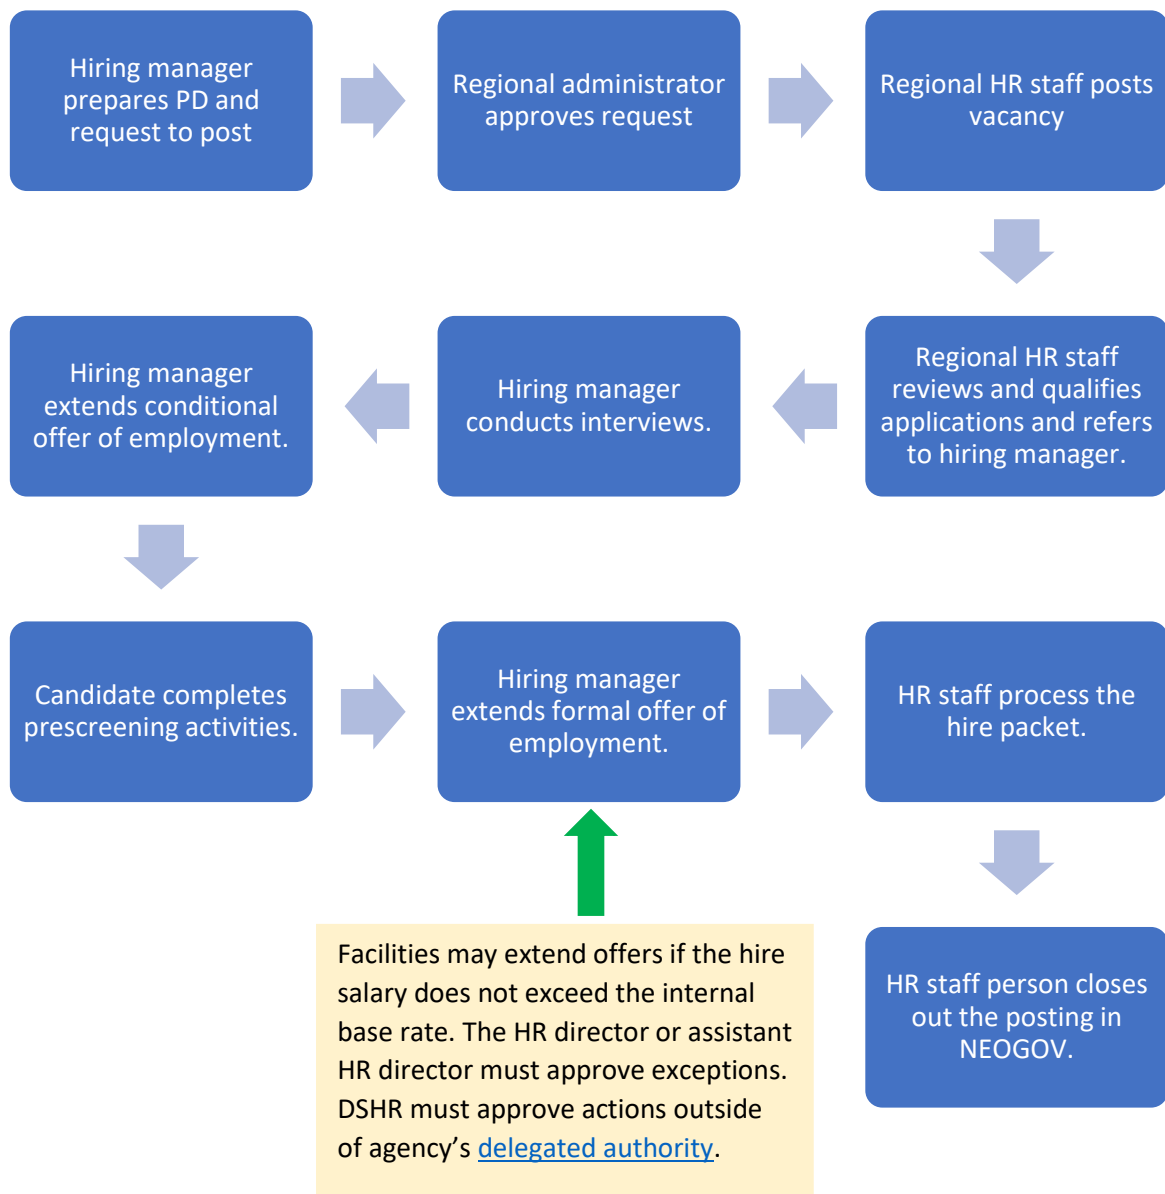 Hiring manager
prepares PD and
request to post
Regional administrator
approves request
Regional HR staff posts
vacancy
Regional HR staff
reviews and qualifies
applications and refers
to hiring manager.
Hiring manager
conducts interviews.
Hiring manager
extends conditional
offer of employment.
Candidate completes
prescreening activities.
Hiring manager
extends formal offer of
employment.
HR staff process the
hire packet.
Facilities may extend offers if the hire
salary does not exceed the internal
base rate. The HR director or assistant
HR director must approve exceptions.
DSHR must approve actions outside
of agency’s delegated authority.
HR staff person closes
out the posting in
NEOGOV.